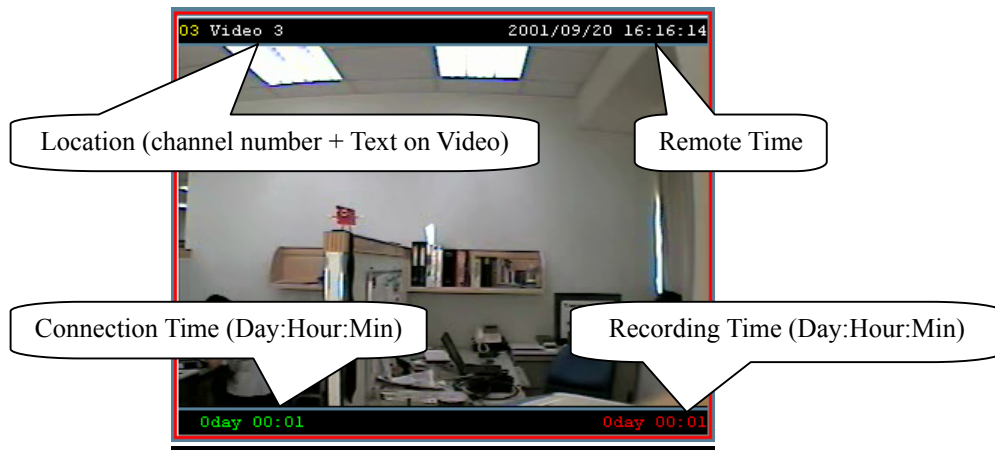 03 Video 3 2001/09/20 16:16:14
Location (channel number + Text on Video)
Remote Time
Connection Time (Day:Hour:Min)
Recording Time (Day:Hour:Min)
0day 00:01 0day 00:01